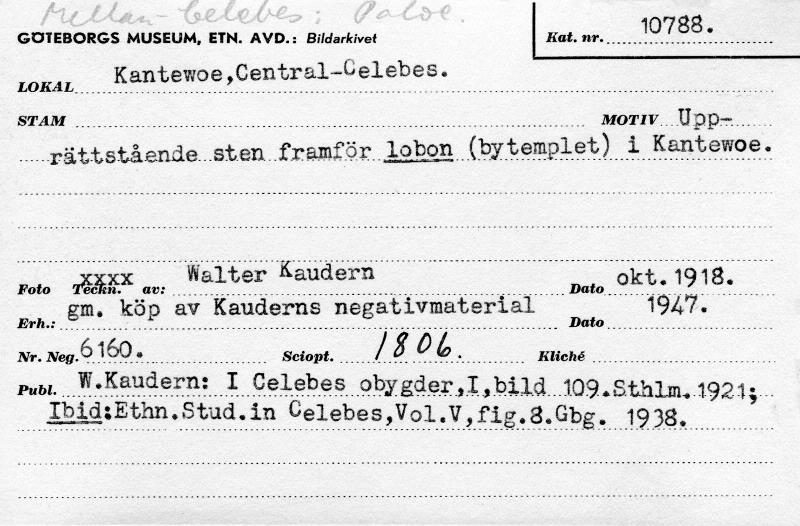 Mellan-Celebes: Paloe.
GÖTEBORGS MUSEUM, ETN. AVD.: Bildarkivet
Kat. nr. 10788.
LOKAL Kantewoe,Central-Celebes.
STAM MOTIV Upp-
rättstående sten framför lobon (bytemplet) i Kantewoe.
Foto Teckn. av: Walter Kaudern Dato okt.1918.
Erh.: gm. köp av Kauderns negativmaterial Dato 1947.
Nr. Neg. 6160. Sciopt. 1806. Kliché
Publ. W.Kaudern: I Celebes obygder,I,bild 109.Sthlm.1921;
Ibid:Ethn.Stud.in Celebes,Vol.V,fig.8.Gbg. 1938.